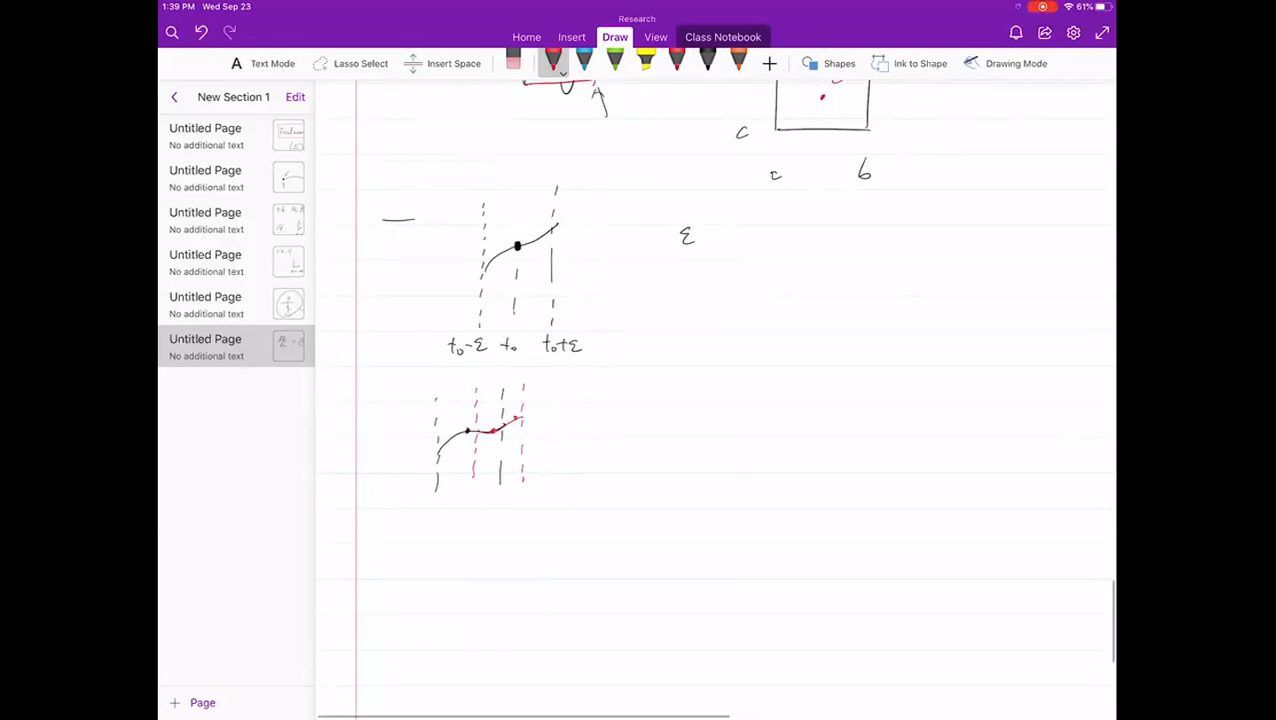 1:39 PM Wed Sep 23
61%
Research
Home Insert Draw View Class Notebook
Text Mode Lasso Select Insert Space Shapes Ink to Shape Drawing Mode
New Section 1 Edit
Untitled Page
No additional text
Untitled Page
No additional text
Untitled Page
No additional text
Untitled Page
No additional text
Untitled Page
No additional text
Untitled Page
No additional text
Page
c
b
ε
t₀-ε t₀ t₀+ε